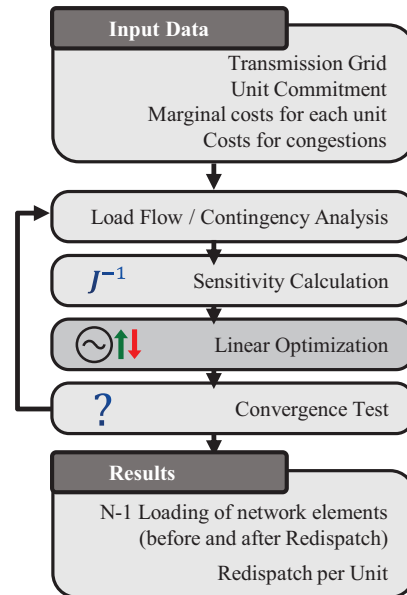 Input Data
Transmission Grid
Unit Commitment
Marginal costs for each unit
Costs for congestions
Load Flow / Contingency Analysis
J⁻¹ Sensitivity Calculation
Linear Optimization
? Convergence Test
Results
N-1 Loading of network elements
(before and after Redispatch)
Redispatch per Unit